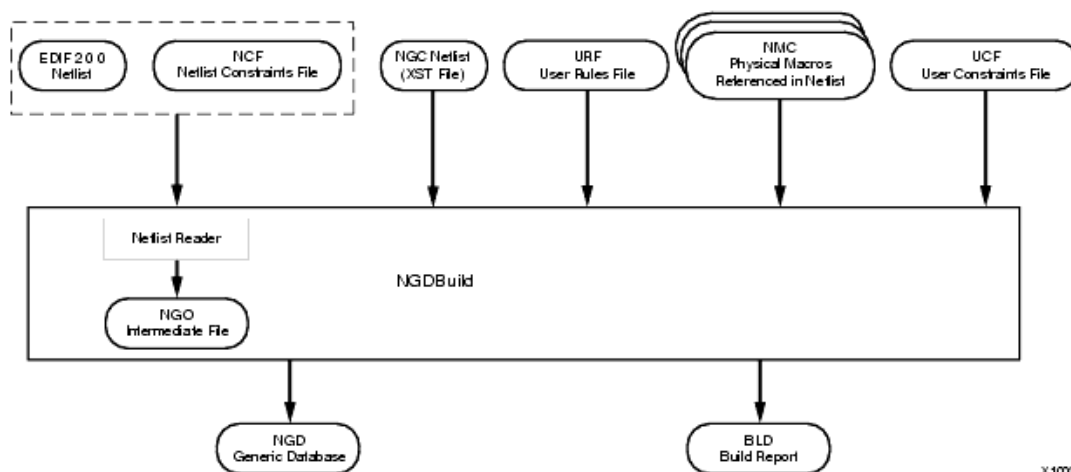 EDIF 2 0 0
Netlist
NCF
Netlist Constraints File
NGC Netlist
(XST File)
URF
User Rules File
NMC
Physical Macros
Referenced in Netlist
UCF
User Constraints File
Netlist Reader
NGDBuild
NGO
Intermediate File
NGD
Generic Database
BLD
Build Report